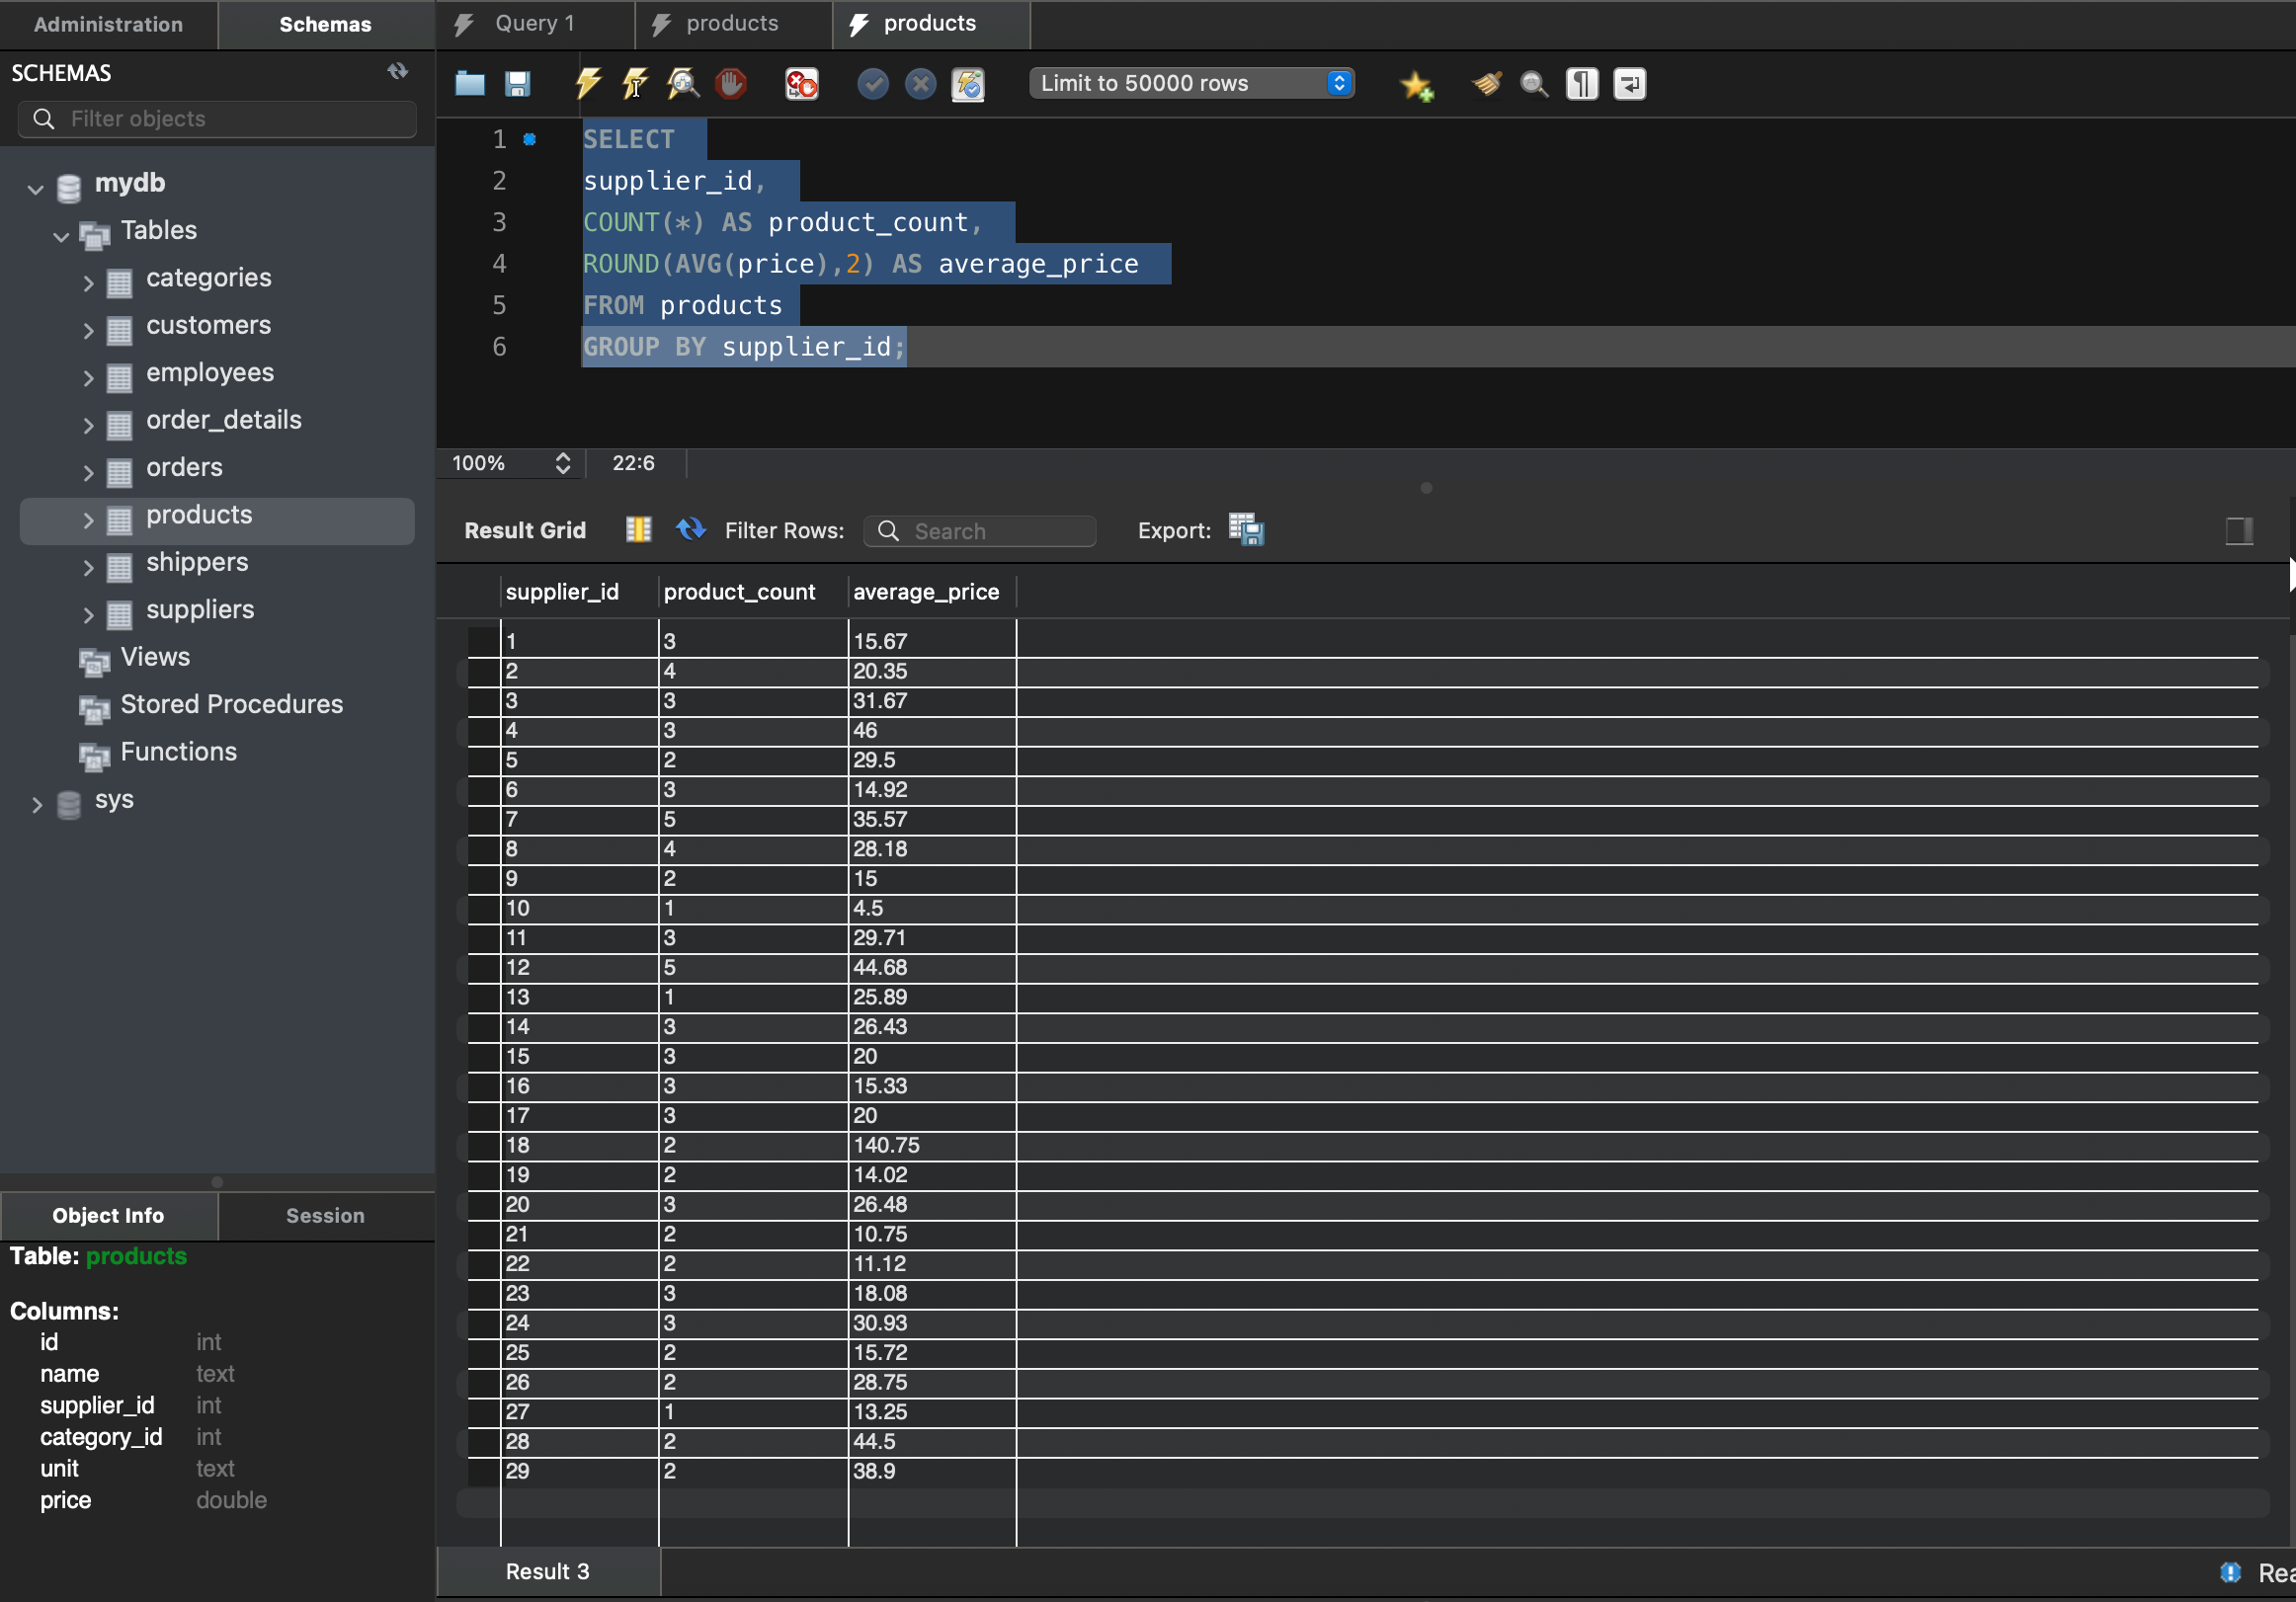 Administration Schemas
SCHEMAS
Filter objects
mydb
Tables
categories
customers
employees
order_details
orders
products
shippers
suppliers
Views
Stored Procedures
Functions
sys
Object Info Session
Table: products
Columns:
id int
name text
supplier_id int
category_id int
unit text
price double
Query 1 products products
Limit to 50000 rows
1 SELECT
2 supplier_id,
3 COUNT(*) AS product_count,
4 ROUND(AVG(price),2) AS average_price
5 FROM products
6 GROUP BY supplier_id;
100% 22:6
Result Grid Filter Rows: Search Export:
supplier_id product_count average_price
1 3 15.67
2 4 20.35
3 3 31.67
4 3 46
5 2 29.5
6 3 14.92
7 5 35.57
8 4 28.18
9 2 15
10 1 4.5
11 3 29.71
12 5 44.68
13 1 25.89
14 3 26.43
15 3 20
16 3 15.33
17 3 20
18 2 140.75
19 2 14.02
20 3 26.48
21 2 10.75
22 2 11.12
23 3 18.08
24 3 30.93
25 2 15.72
26 2 28.75
27 1 13.25
28 2 44.5
29 2 38.9
Result 3